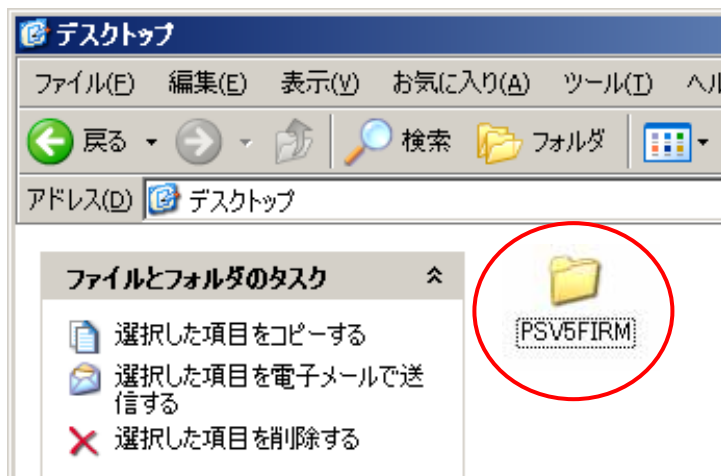 デスクトップ
ファイル(F) 編集(E) 表示(V) お気に入り(A) ツール(T) ヘル
戻る 検索 フォルダ
アドレス(D) デスクトップ
ファイルとフォルダのタスク
選択した項目をコピーする
選択した項目を電子メールで送
信する
選択した項目を削除する
PSV5FIRM